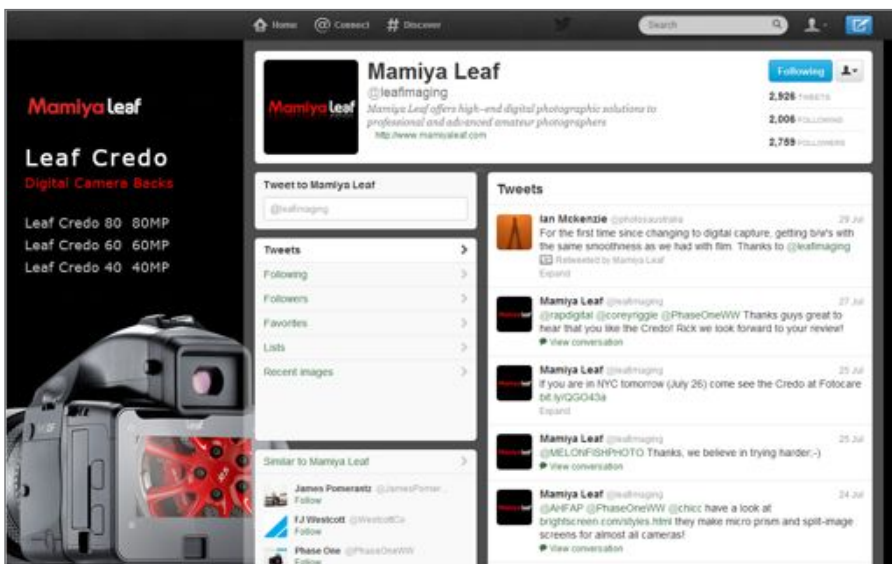 Home @ Connect # Discover
Search
Mamiya Leaf
Leaf Credo
Digital Camera Backs
Leaf Credo 80 80MP
Leaf Credo 60 60MP
Leaf Credo 40 40MP
Mamiya Leaf
Mamiya Leaf
@leafimaging
Mamiya Leaf offers high-end digital photographic solutions to
professional and advanced amateur photographers
http://www.mamiyaleaf.com
Following
2,926 TWEETS
2,006 FOLLOWING
2,759 FOLLOWERS
Tweet to Mamiya Leaf
@leafimaging
Tweets
Following
Followers
Favorites
Lists
Recent images
Similar to Mamiya Leaf
James Pomerantz @JamesPomer...
Follow
FJ Westcott @WestcottCo
Follow
Phase One @PhaseOneWW
Follow
Tweets
Ian Mckenzie @photosaustralia 29 Jul
For the first time since changing to digital capture, getting b/w's with
the same smoothness as we had with film. Thanks to @leafimaging
Retweeted by Mamiya Leaf
Expand
Mamiya Leaf @leafimaging 27 Jul
@rapdigital @coreyriggle @PhaseOneWW Thanks guys great to
hear that you like the Credo! Rick we look forward to your review!
View conversation
Mamiya Leaf @leafimaging 25 Jul
If you are in NYC tomorrow (July 26) come see the Credo at Fotocare
bit.ly/QGO43a
Expand
Mamiya Leaf @leafimaging 25 Jul
@MELONFISHPHOTO Thanks, we believe in trying harder;-)
View conversation
Mamiya Leaf @leafimaging 24 Jul
@AHFAP @PhaseOneWW @chicc have a look at
brightscreen.com/styles.html they make micro prism and split-image
screens for almost all cameras!
View conversation